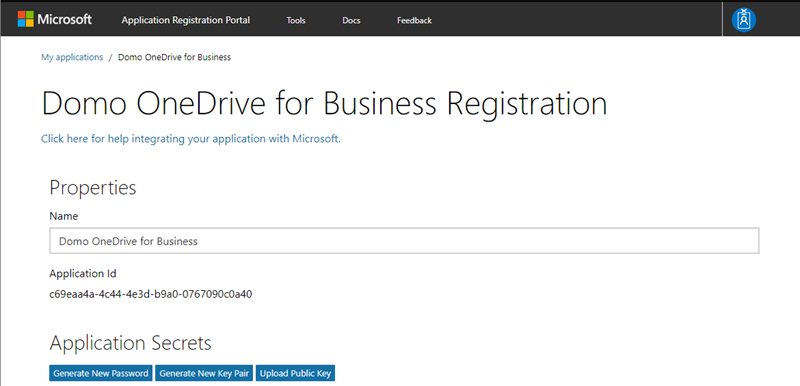 Microsoft Application Registration Portal Tools Docs Feedback
My applications / Domo OneDrive for Business
Domo OneDrive for Business Registration
Click here for help integrating your application with Microsoft.
Properties
Name
Domo OneDrive for Business
Application Id
c69eaa4a-4c44-4e3d-b9a0-0767090c0a40
Application Secrets
Generate New Password Generate New Key Pair Upload Public Key